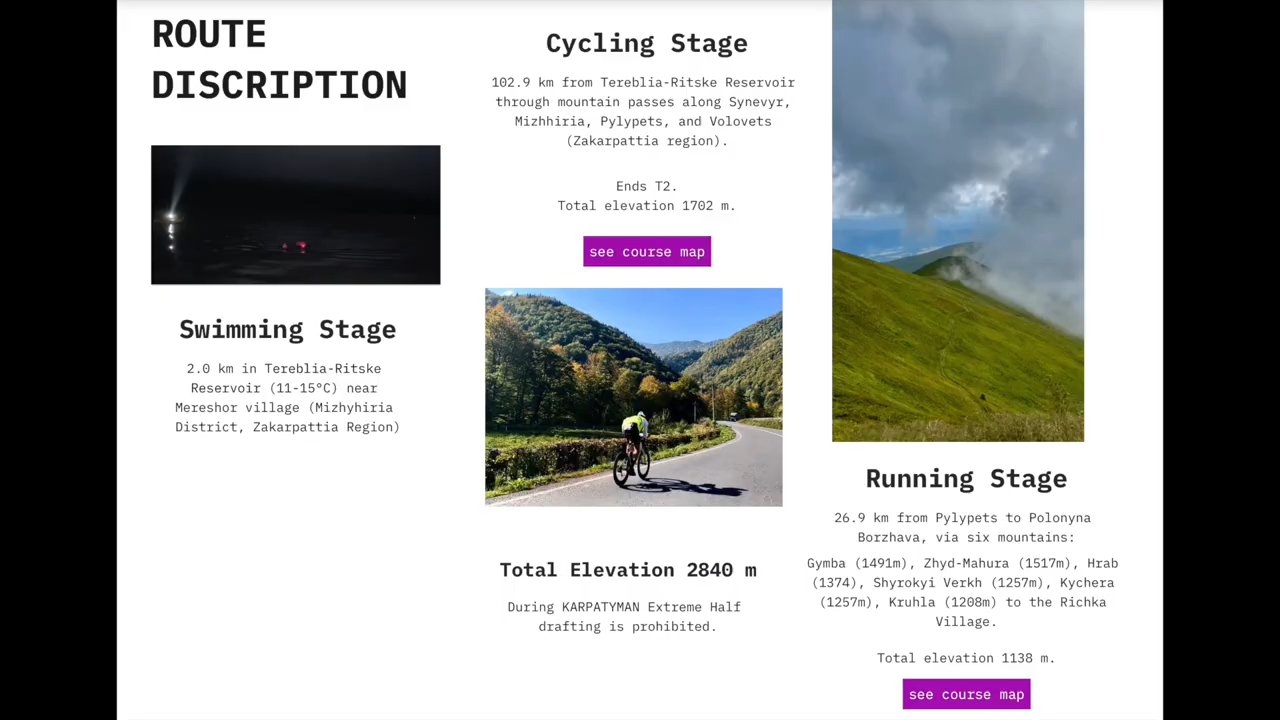 ROUTE
DISCRIPTION
Swimming Stage
2.0 km in Tereblia-Ritske
Reservoir (11-15°C) near
Mereshor village (Mizhyhiria
District, Zakarpattia Region)
Cycling Stage
102.9 km from Tereblia-Ritske Reservoir
through mountain passes along Synevyr,
Mizhhiria, Pylypets, and Volovets
(Zakarpattia region).
Ends T2.
Total elevation 1702 m.
see course map
Total Elevation 2840 m
During KARPATYMAN Extreme Half
drafting is prohibited.
Running Stage
26.9 km from Pylypets to Polonyna
Borzhava, via six mountains:
Gymba (1491m), Zhyd-Mahura (1517m), Hrab
(1374), Shyrokyi Verkh (1257m), Kychera
(1257m), Kruhla (1208m) to the Richka
Village.
Total elevation 1138 m.
see course map